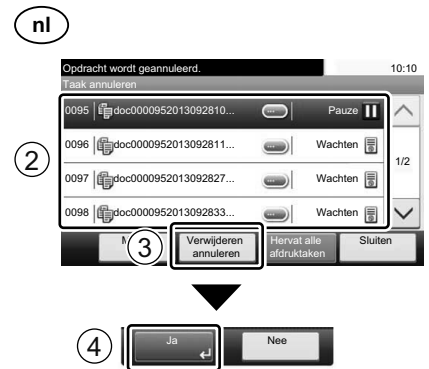 nl
Opdracht wordt geannuleerd. 10:10
Taak annuleren
0095 doc0000952013092810... Pauze
0096 doc0000952013092811... Wachten
0097 doc0000952013092827... Wachten
0098 doc0000952013092833... Wachten
1/2
2
3
Verwijderen annuleren
Hervat alle afdruktaken
Sluiten
4
Ja
Nee